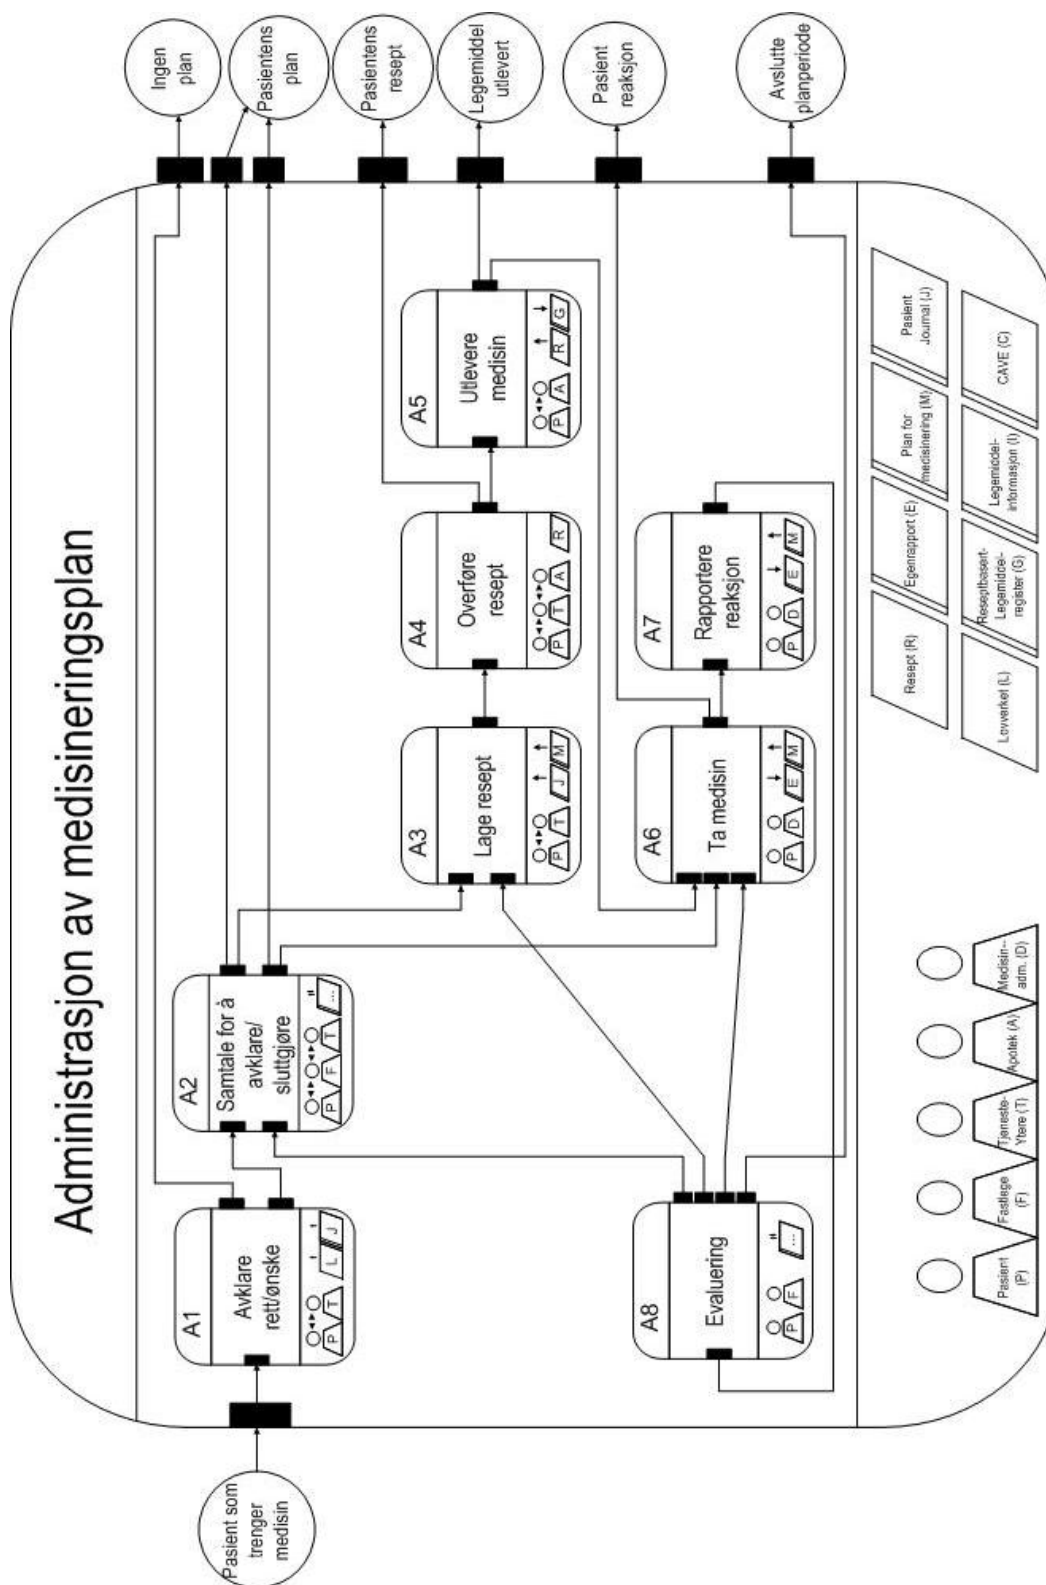 Administrasjon av medisineringsplan
Pasient som
trenger
medisin
A1
Avklare
rett/ønske
P
T
L
J
A2
Samtale for å
avklare/
sluttgjøre
P
F
T
...
A3
Lage resept
P
T
J
M
A4
Overføre
resept
P
T
A
R
A5
Utlevere
medisin
P
A
R
G
A8
Evaluering
P
F
...
A6
Ta medisin
P
D
E
M
A7
Rapportere
reaksjon
P
D
E
M
Ingen
plan
Pasientens
plan
Pasientens
resept
Legemiddel
utlevert
Pasient
reaksjon
Avslutte
planperiode
Pasient
(P)
Fastlege
(F)
Tjeneste-
Ytere (T)
Apotek (A)
Medisin--
adm. (D)
Resept (R)
Egenrapport (E)
Plan for
medisinering (M)
Pasient
Journal (J)
Lovverket (L)
Reseptbasert-
Legemiddel-
register (G)
Legemiddel-
informasjon (I)
CAVE (C)